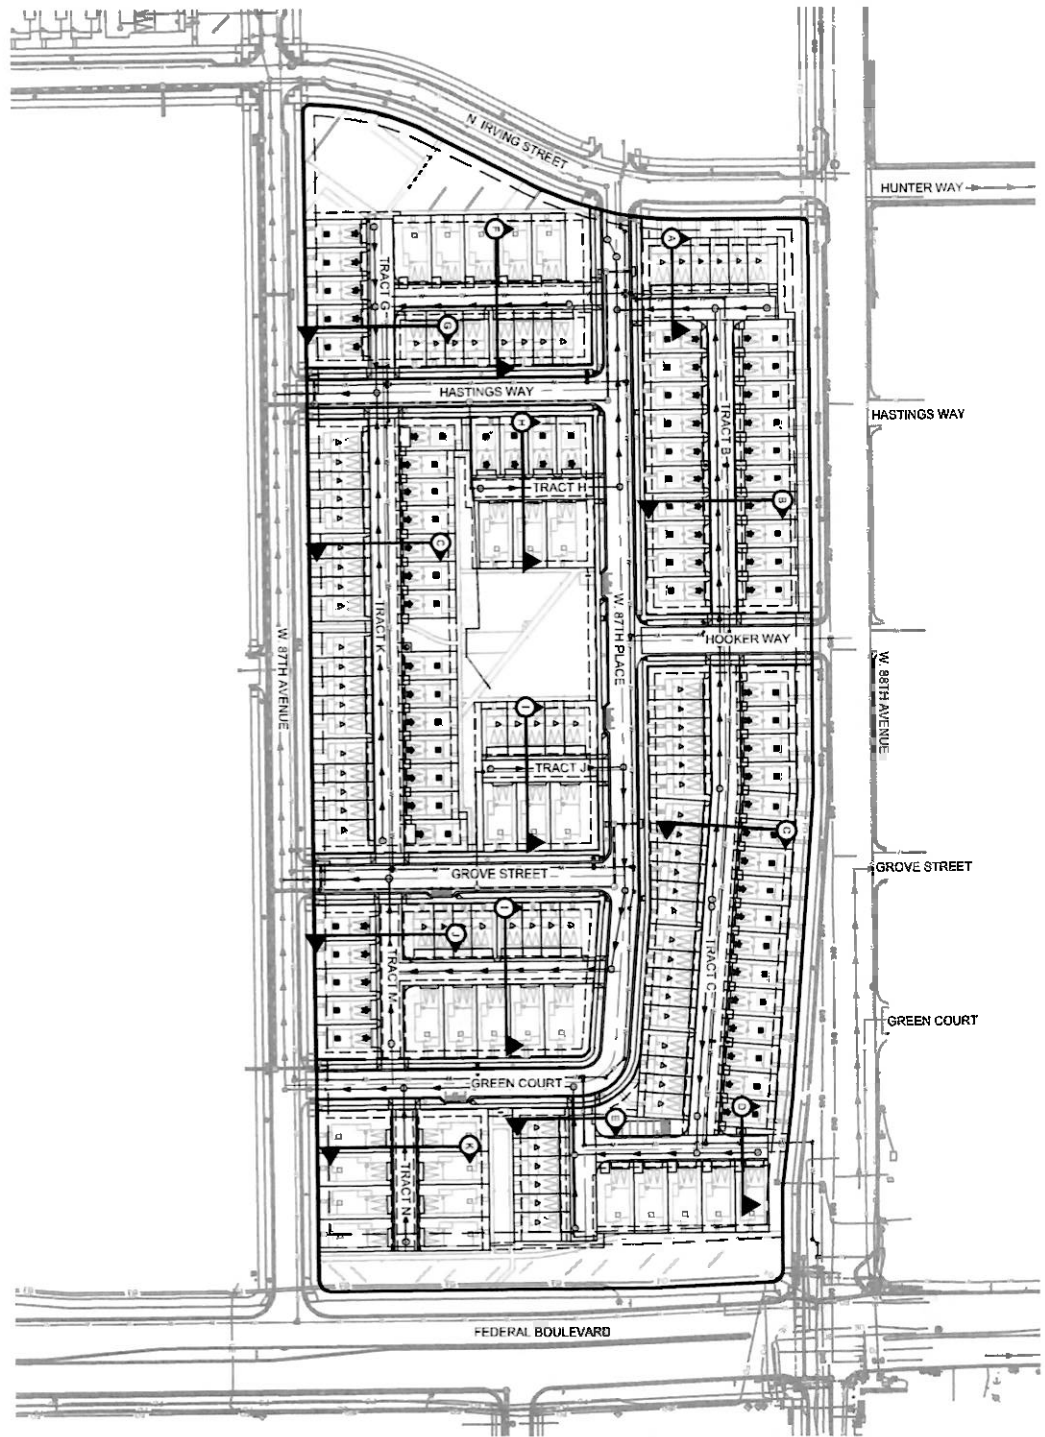 N. IRVING STREET
HUNTER WAY
F
A
TRACT G
G
HASTINGS WAY
HASTINGS WAY
H
TRACT B
TRACT H
B
C
TRACT K
W. 87TH PLACE
HOOKER WAY
W. 87TH AVENUE
W. 88TH AVENUE
I
TRACT J
C
GROVE STREET
GROVE STREET
I
J
TRACT M
TRACT C
GREEN COURT
GREEN COURT
D
E
K
TRACT N
FEDERAL BOULEVARD